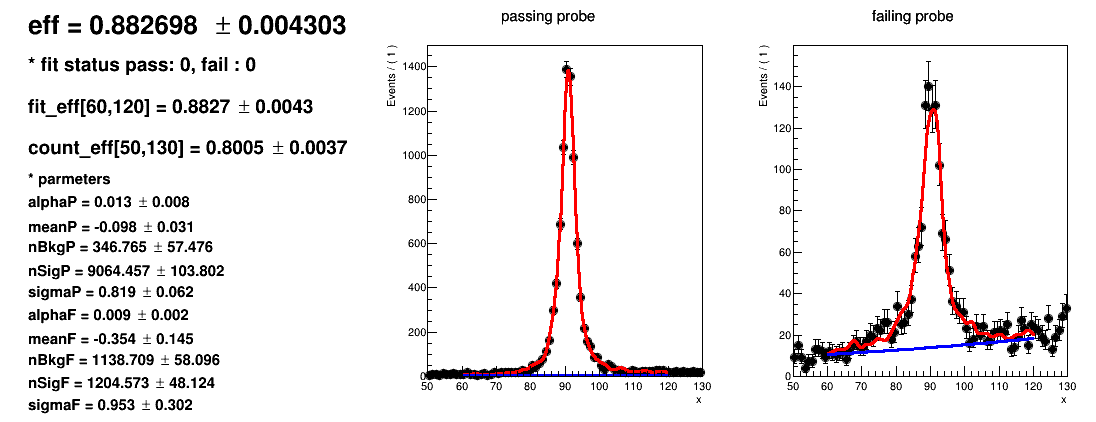 eff = 0.882698 ± 0.004303
* fit status pass: 0, fail : 0
fit_eff[60,120] = 0.8827 ± 0.0043
count_eff[50,130] = 0.8005 ± 0.0037
* parmeters
alphaP = 0.013 ± 0.008
meanP = -0.098 ± 0.031
nBkgP = 346.765 ± 57.476
nSigP = 9064.457 ± 103.802
sigmaP = 0.819 ± 0.062
alphaF = 0.009 ± 0.002
meanF = -0.354 ± 0.145
nBkgF = 1138.709 ± 58.096
nSigF = 1204.573 ± 48.124
sigmaF = 0.953 ± 0.302
passing probe
Events / ( 1 )
1400
1200
1000
800
600
400
200
0
50 60 70 80 90 100 110 120 130
x
failing probe
Events / ( 1 )
140
120
100
80
60
40
20
0
50 60 70 80 90 100 110 120 130
x